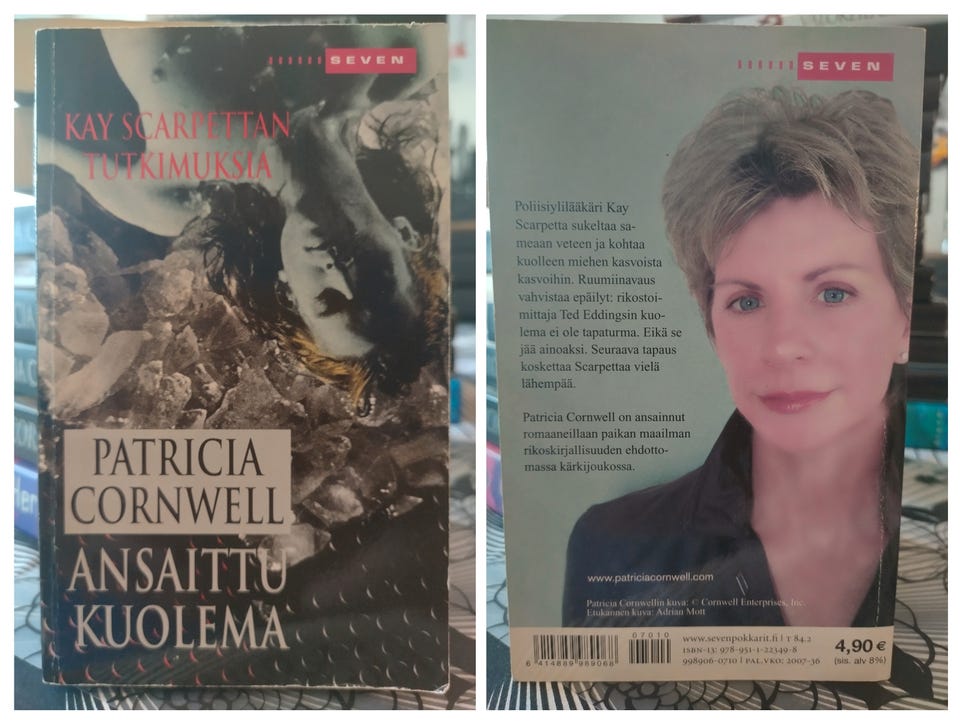 SEVEN
KAY SCARPETTAN
TUTKIMUKSIA
PATRICIA
CORNWELL
ANSAITTU
KUOLEMA
SEVEN
Poliisiylilääkäri Kay
Scarpetta sukeltaa sa-
meaan veteen ja kohtaa
kuolleen miehen kasvoista
kasvoihin. Ruumiinavaus
vahvistaa epäilyt: rikostoi-
mittaja Ted Eddingsin kuo-
lema ei ole tapaturma. Eikä se
jää ainoaksi. Seuraava tapaus
koskettaa Scarpettaa vielä
lähempää.
Patricia Cornwell on ansainnut
romaaneillaan paikan maailman
rikoskirjallisuuden ehdotto-
massa kärkijoukossa.
www.patriciacornwell.com
Patricia Cornwellin kuva: © Cornwell Enterprises, Inc.
Etukannen kuva: Adrian Mott
07010
www.sevenpokkarit.fi | T 84.2
ISBN-13: 978-951-1-22349-8
998906-0710 | PAL.VKO: 2007-36
6 414889 989068
4,90 €
(sis. alv 8%)